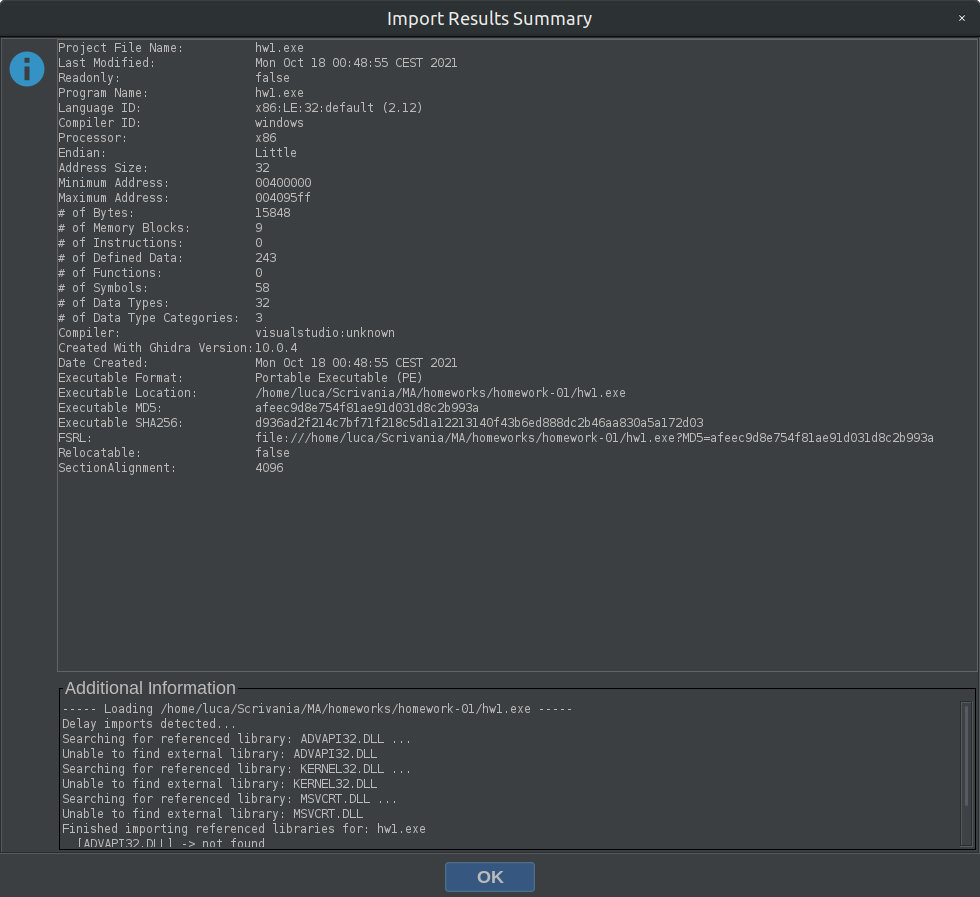 Import Results Summary
×
Project File Name: hw1.exe
Last Modified: Mon Oct 18 00:48:55 CEST 2021
Readonly: false
Program Name: hw1.exe
Language ID: x86:LE:32:default (2.12)
Compiler ID: windows
Processor: x86
Endian: Little
Address Size: 32
Minimum Address: 00400000
Maximum Address: 004095ff
# of Bytes: 15848
# of Memory Blocks: 9
# of Instructions: 0
# of Defined Data: 243
# of Functions: 0
# of Symbols: 58
# of Data Types: 32
# of Data Type Categories: 3
Compiler: visualstudio:unknown
Created With Ghidra Version: 10.0.4
Date Created: Mon Oct 18 00:48:55 CEST 2021
Executable Format: Portable Executable (PE)
Executable Location: /home/luca/Scrivania/MA/homeworks/homework-01/hw1.exe
Executable MD5: afeec9d8e754f81ae91d031d8c2b993a
Executable SHA256: d936ad2f214c7bf71f218c5d1a12213140f43b6ed888dc2b46aa830a5a172d03
FSRL: file:///home/luca/Scrivania/MA/homeworks/homework-01/hw1.exe?MD5=afeec9d8e754f81ae91d031d8c2b993a
Relocatable: false
SectionAlignment: 4096
Additional Information
----- Loading /home/luca/Scrivania/MA/homeworks/homework-01/hw1.exe -----
Delay imports detected...
Searching for referenced library: ADVAPI32.DLL ...
Unable to find external library: ADVAPI32.DLL
Searching for referenced library: KERNEL32.DLL ...
Unable to find external library: KERNEL32.DLL
Searching for referenced library: MSVCRT.DLL ...
Unable to find external library: MSVCRT.DLL
Finished importing referenced libraries for: hw1.exe
[ADVAPI32.DLL] -> not found
OK